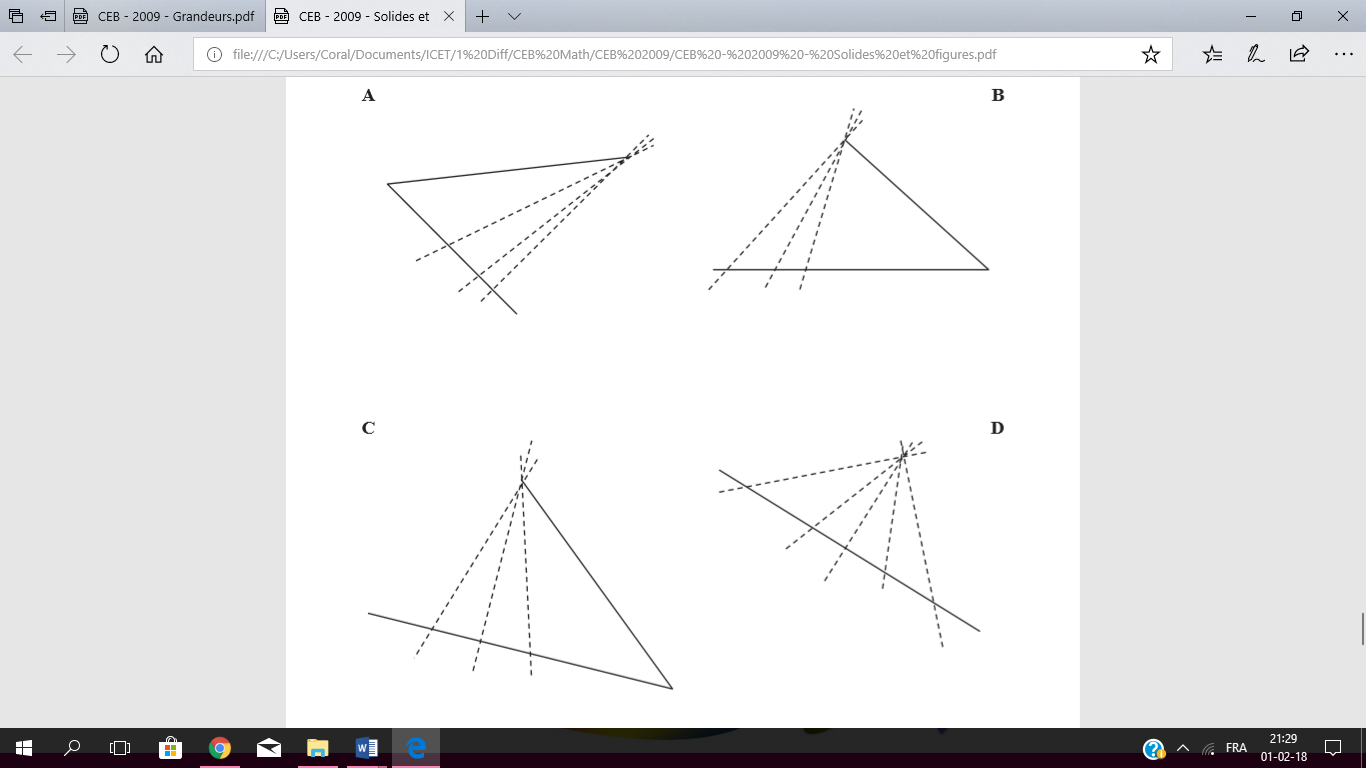 CEB - 2009 - Grandeurs.pdf
CEB - 2009 - Solides et
file:///C:/Users/Coral/Documents/ICET/1%20Diff/CEB%20Math/CEB%202009/CEB%20-%202009%20-%20Solides%20et%20figures.pdf
A
B
C
D
FRA
21:29
01-02-18